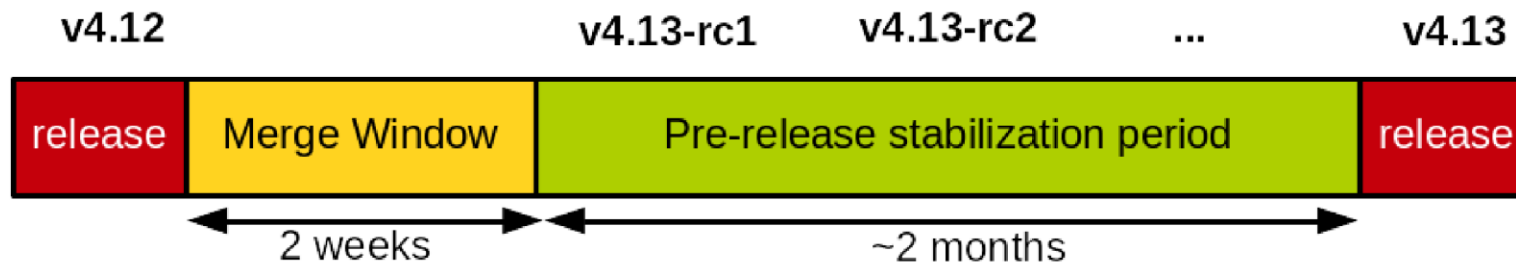 v4.12 v4.13-rc1 v4.13-rc2 ... v4.13
release Merge Window Pre-release stabilization period release
2 weeks ~2 months